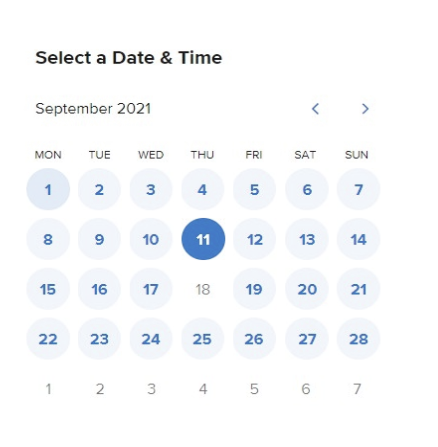 Select a Date & Time
September 2021
MON TUE WED THU FRI SAT SUN
1 2 3 4 5 6 7
8 9 10 11 12 13 14
15 16 17 18 19 20 21
22 23 24 25 26 27 28
1 2 3 4 5 6 7